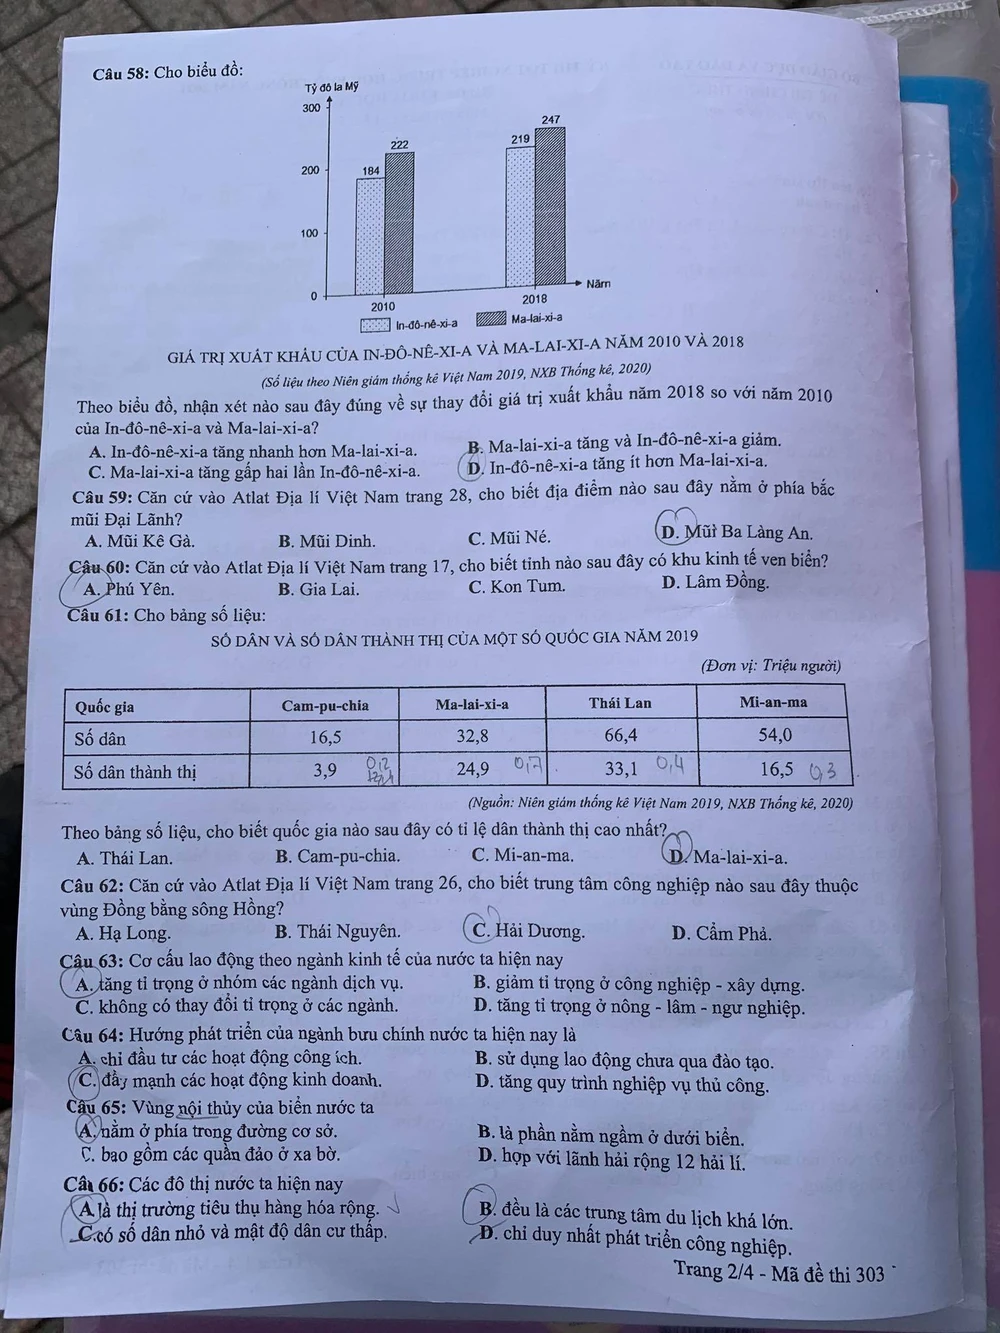 Câu 58: Cho biểu đồ:
Tỷ đô la Mỹ
300
247
219
222
200
184
100
0
Năm
2010
2018
In-đô-nê-xi-a
Ma-lai-xi-a
GIÁ TRỊ XUẤT KHẨU CỦA IN-ĐÔ-NÊ-XI-A VÀ MA-LAI-XI-A NĂM 2010 VÀ 2018
(Số liệu theo Niên giám thống kê Việt Nam 2019, NXB Thống kê, 2020)
Theo biểu đồ, nhận xét nào sau đây đúng về sự thay đổi giá trị xuất khẩu năm 2018 so với năm 2010
của In-đô-nê-xi-a và Ma-lai-xi-a?
A. In-đô-nê-xi-a tăng nhanh hơn Ma-lai-xi-a. B. Ma-lai-xi-a tăng và In-đô-nê-xi-a giảm.
C. Ma-lai-xi-a tăng gấp hai lần In-đô-nê-xi-a. D. In-đô-nê-xi-a tăng ít hơn Ma-lai-xi-a.
Câu 59: Căn cứ vào Atlat Địa lí Việt Nam trang 28, cho biết địa điểm nào sau đây nằm ở phía bắc
mũi Đại Lãnh?
A. Mũi Kê Gà. B. Mũi Dinh. C. Mũi Né. D. Mũi Ba Làng An.
Câu 60: Căn cứ vào Atlat Địa lí Việt Nam trang 17, cho biết tỉnh nào sau đây có khu kinh tế ven biển?
A. Phú Yên. B. Gia Lai. C. Kon Tum. D. Lâm Đồng.
Câu 61: Cho bảng số liệu:
SỐ DÂN VÀ SỐ DÂN THÀNH THỊ CỦA MỘT SỐ QUỐC GIA NĂM 2019
(Đơn vị: Triệu người)
Quốc gia Cam-pu-chia Ma-lai-xi-a Thái Lan Mi-an-ma
Số dân 16,5 32,8 66,4 54,0
Số dân thành thị 3,9 0,2 24,9 0,7 33,1 0,4 16,5 0,3
(Nguồn: Niên giám thống kê Việt Nam 2019, NXB Thống kê, 2020)
Theo bảng số liệu, cho biết quốc gia nào sau đây có tỉ lệ dân thành thị cao nhất?
A. Thái Lan. B. Cam-pu-chia. C. Mi-an-ma. D. Ma-lai-xi-a.
Câu 62: Căn cứ vào Atlat Địa lí Việt Nam trang 26, cho biết trung tâm công nghiệp nào sau đây thuộc
vùng Đồng bằng sông Hồng?
A. Hạ Long. B. Thái Nguyên. C. Hải Dương. D. Cẩm Phả.
Câu 63: Cơ cấu lao động theo ngành kinh tế của nước ta hiện nay
A. tăng tỉ trọng ở nhóm các ngành dịch vụ. B. giảm tỉ trọng ở công nghiệp - xây dựng.
C. không có thay đổi tỉ trọng ở các ngành. D. tăng tỉ trọng ở nông - lâm - ngư nghiệp.
Câu 64: Hướng phát triển của ngành bưu chính nước ta hiện nay là
A. chỉ đầu tư các hoạt động công ích. B. sử dụng lao động chưa qua đào tạo.
C. đẩy mạnh các hoạt động kinh doanh. D. tăng quy trình nghiệp vụ thủ công.
Câu 65: Vùng nội thủy của biển nước ta
A. nằm ở phía trong đường cơ sở. B. là phần nằm ngầm ở dưới biển.
C. bao gồm các quần đảo ở xa bờ. D. hợp với lãnh hải rộng 12 hải lí.
Câu 66: Các đô thị nước ta hiện nay
A. là thị trường tiêu thụ hàng hóa rộng. B. đều là các trung tâm du lịch khá lớn.
C. có số dân nhỏ và mật độ dân cư thấp. D. chỉ duy nhất phát triển công nghiệp.
Trang 2/4 - Mã đề thi 303